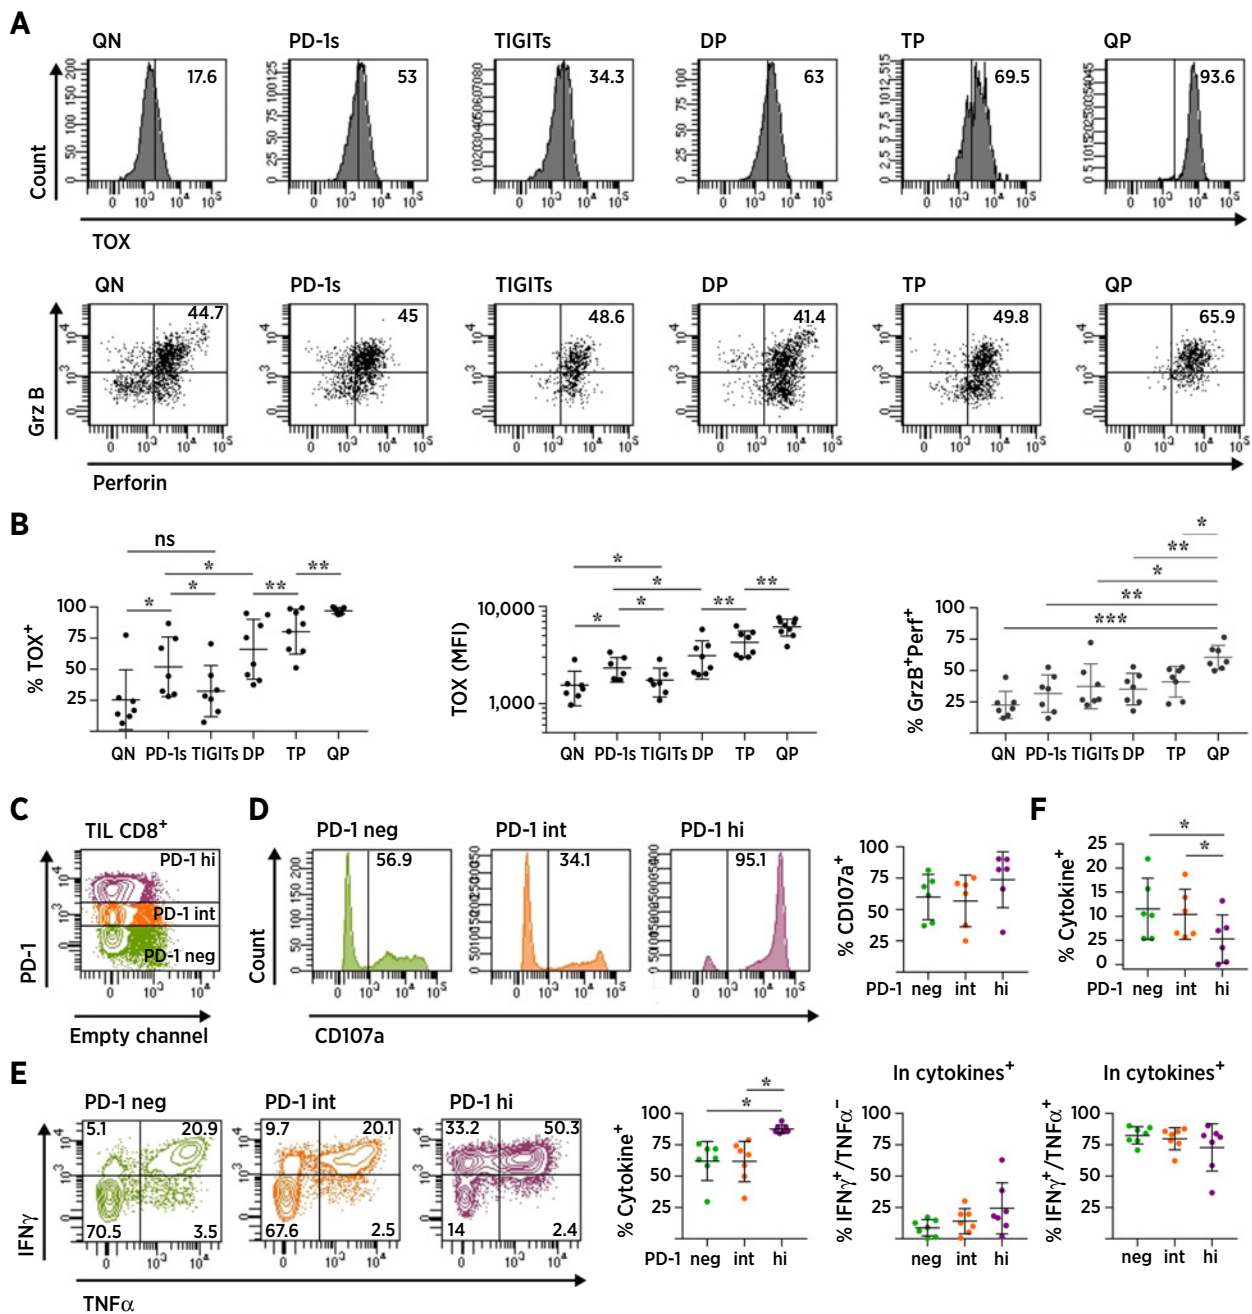 A
QN
PD-1s
TIGITs
DP
TP
QP
17.6
53
34.3
63
69.5
93.6
Count
TOX
QN
PD-1s
TIGITs
DP
TP
QP
44.7
45
48.6
41.4
49.8
65.9
Grz B
Perforin
B
ns
*
*
*
**
**
% TOX⁺
100
75
50
25
QN PD-1s TIGITs DP TP QP
*
*
*
*
**
**
TOX (MFI)
10,000
1,000
QN PD-1s TIGITs DP TP QP
*
**
*
**
***
% GrzB⁺Perf⁺
100
75
50
25
QN PD-1s TIGITs DP TP QP
C
TIL CD8⁺
PD-1 hi
PD-1 int
PD-1 neg
PD-1
Empty channel
D
PD-1 neg
PD-1 int
PD-1 hi
56.9
34.1
95.1
Count
CD107a
% CD107a⁺
100
75
50
25
PD-1 neg int hi
F
*
*
% Cytokine⁺
25
20
15
10
25
0
PD-1 neg int hi
E
PD-1 neg
PD-1 int
PD-1 hi
5.1 20.9
70.5 3.5
9.7 20.1
67.6 2.5
33.2 50.3
14 2.4
IFNγ
TNFα
*
*
% Cytokine⁺
100
75
50
25
PD-1 neg int hi
In cytokines⁺
% IFNγ⁺/TNFα⁻
100
75
50
25
neg int hi
In cytokines⁺
% IFNγ⁺/TNFα⁺
100
75
50
25
neg int hi